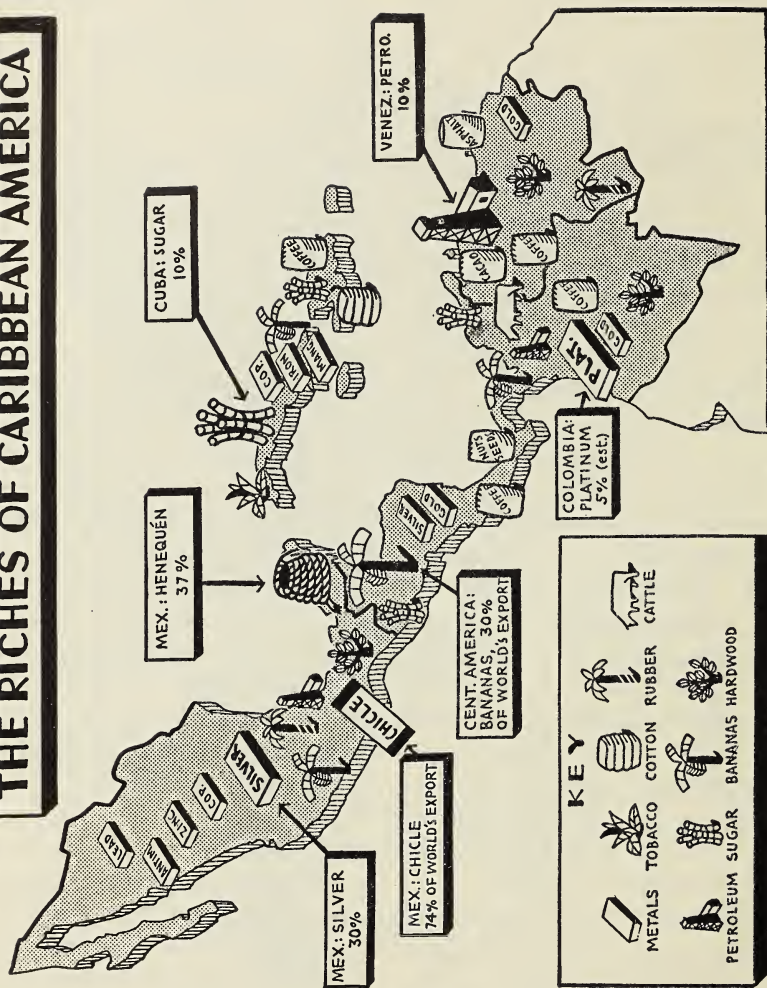 THE RICHES OF CARIBBEAN AMERICA
LEAD
ANTIM.
ZINC
COP.
SILVER
MEX.: SILVER
30%
CHICLE
MEX.: CHICLE
74% OF WORLD'S EXPORT
MEX.: HENEQUÉN
37%
CENT. AMERICA:
BANANAS, 30%
OF WORLD'S EXPORT
SILVER
GOLD
COFFEE
NUTS
SEED
CUBA: SUGAR
10%
COP.
IRON
MANG.
COFFEE
VENEZ.: PETRO.
10%
ASPHALT
GOLD
CACAO
COFFEE
COFFEE
GOLD
PLAT.
COLOMBIA:
PLATINUM
5% (est.)
KEY
METALS
TOBACCO
COTTON
RUBBER
CATTLE
PETROLEUM
SUGAR
BANANAS
HARDWOOD